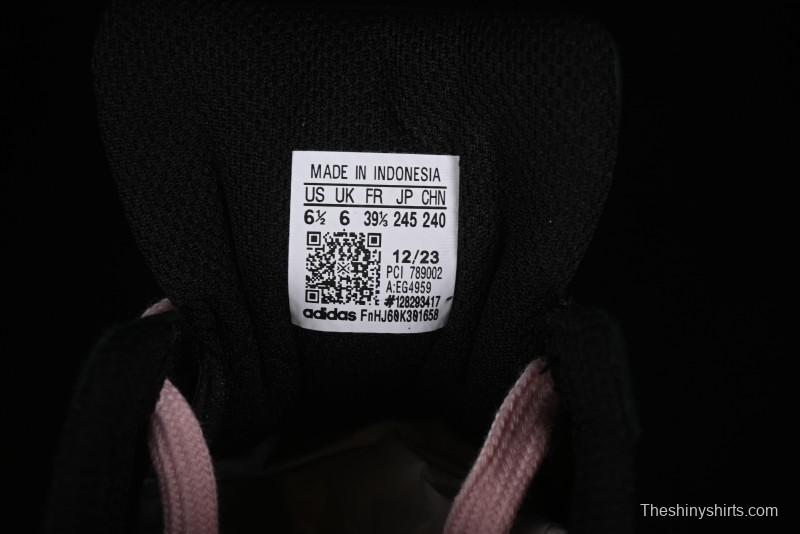 MADE IN INDONESIA
US UK FR JP CHN
6½ 6 39⅓ 245 240
12/23
PCI 789002
A:EG4959
#128293417
adidas FnHJ60K301658
Theshinyshirts.com